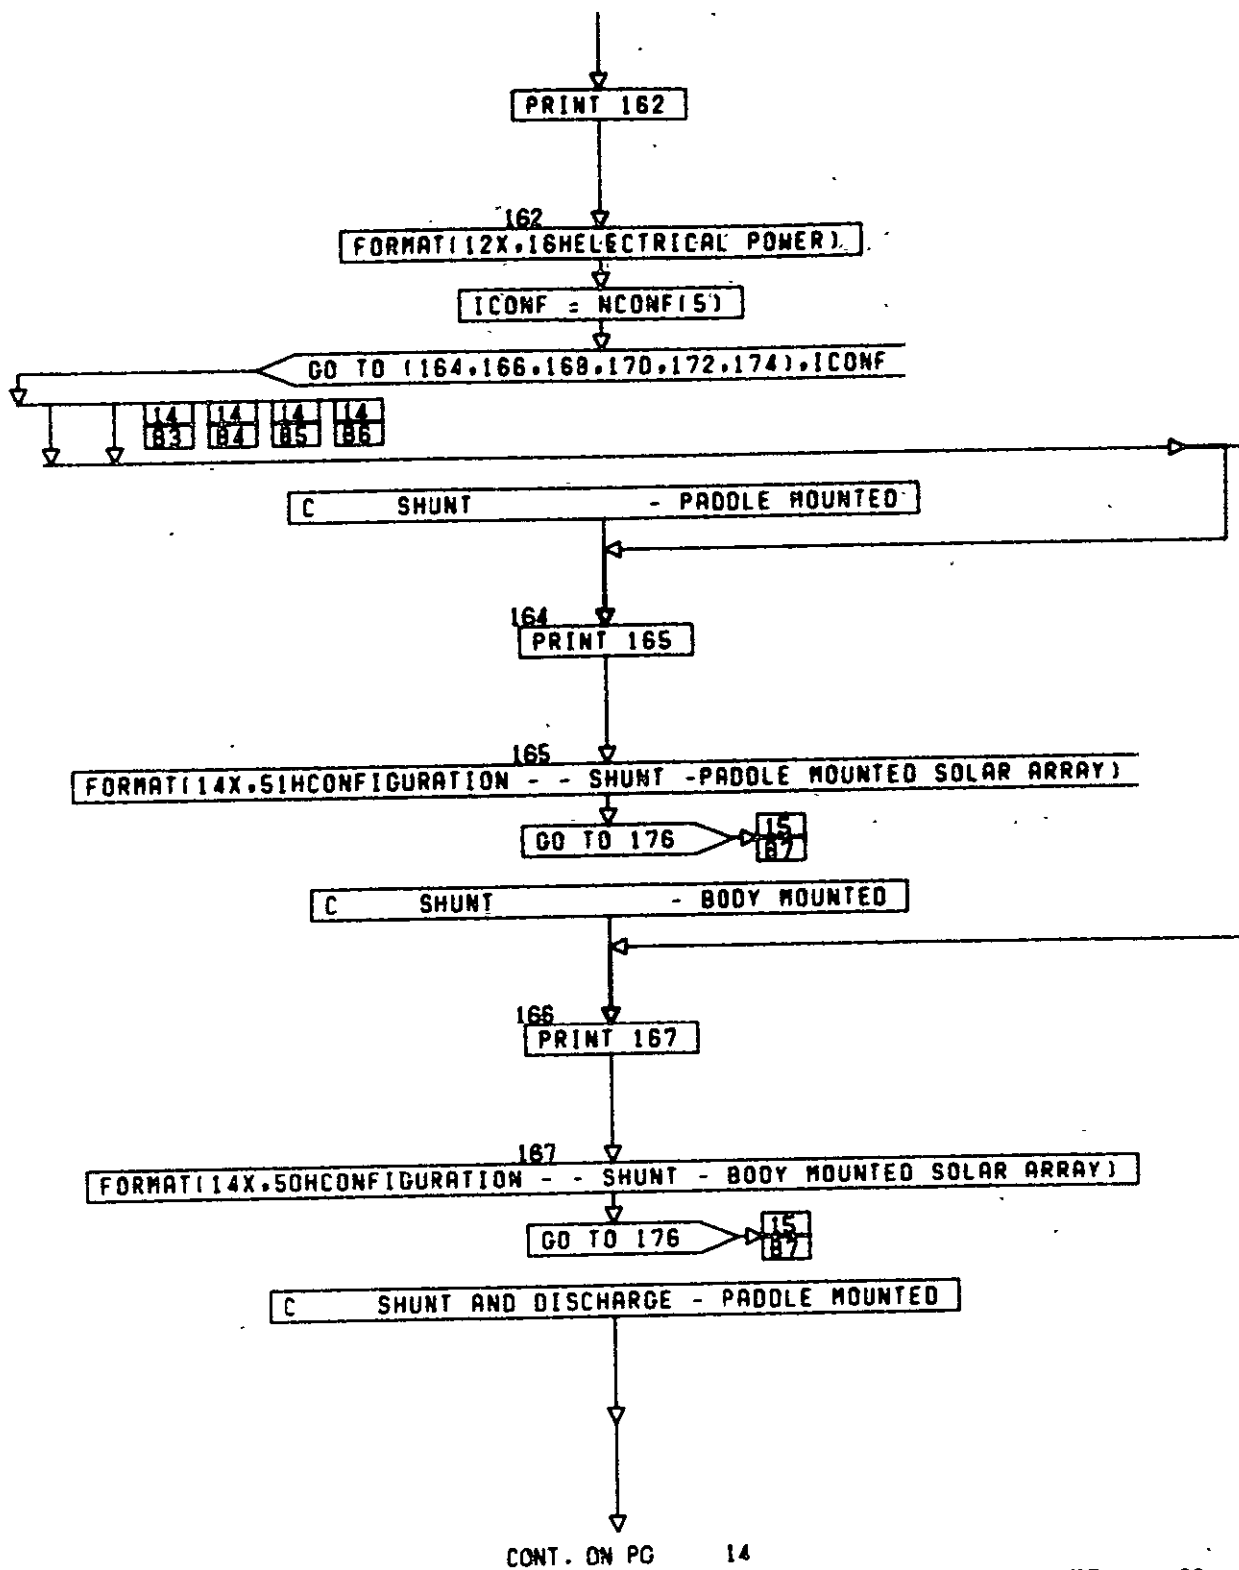 PRINT 162
162
FORMAT(12X,16HELECTRICAL POWER)
ICONF = NCONF(5)
GO TO (164,166,168,170,172,174),ICONF
14 14 14 14
B3 B4 B5 B6
C SHUNT - PADDLE MOUNTED
164
PRINT 165
165
FORMAT(14X,51HCONFIGURATION - - SHUNT -PADDLE MOUNTED SOLAR ARRAY)
GO TO 176
15
B7
C SHUNT - BODY MOUNTED
166
PRINT 167
167
FORMAT(14X,50HCONFIGURATION - - SHUNT - BODY MOUNTED SOLAR ARRAY)
GO TO 176
15
B7
C SHUNT AND DISCHARGE - PADDLE MOUNTED
CONT. ON PG 14